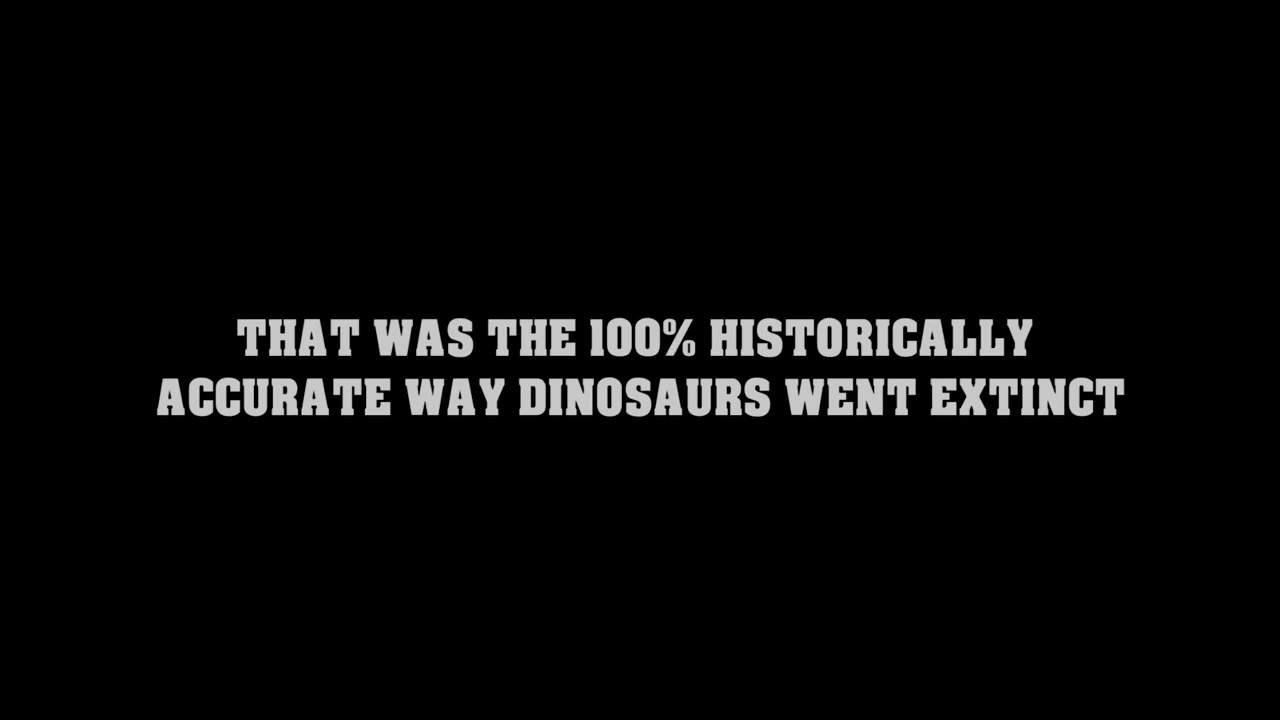 THAT WAS THE 100% HISTORICALLY
ACCURATE WAY DINOSAURS WENT EXTINCT